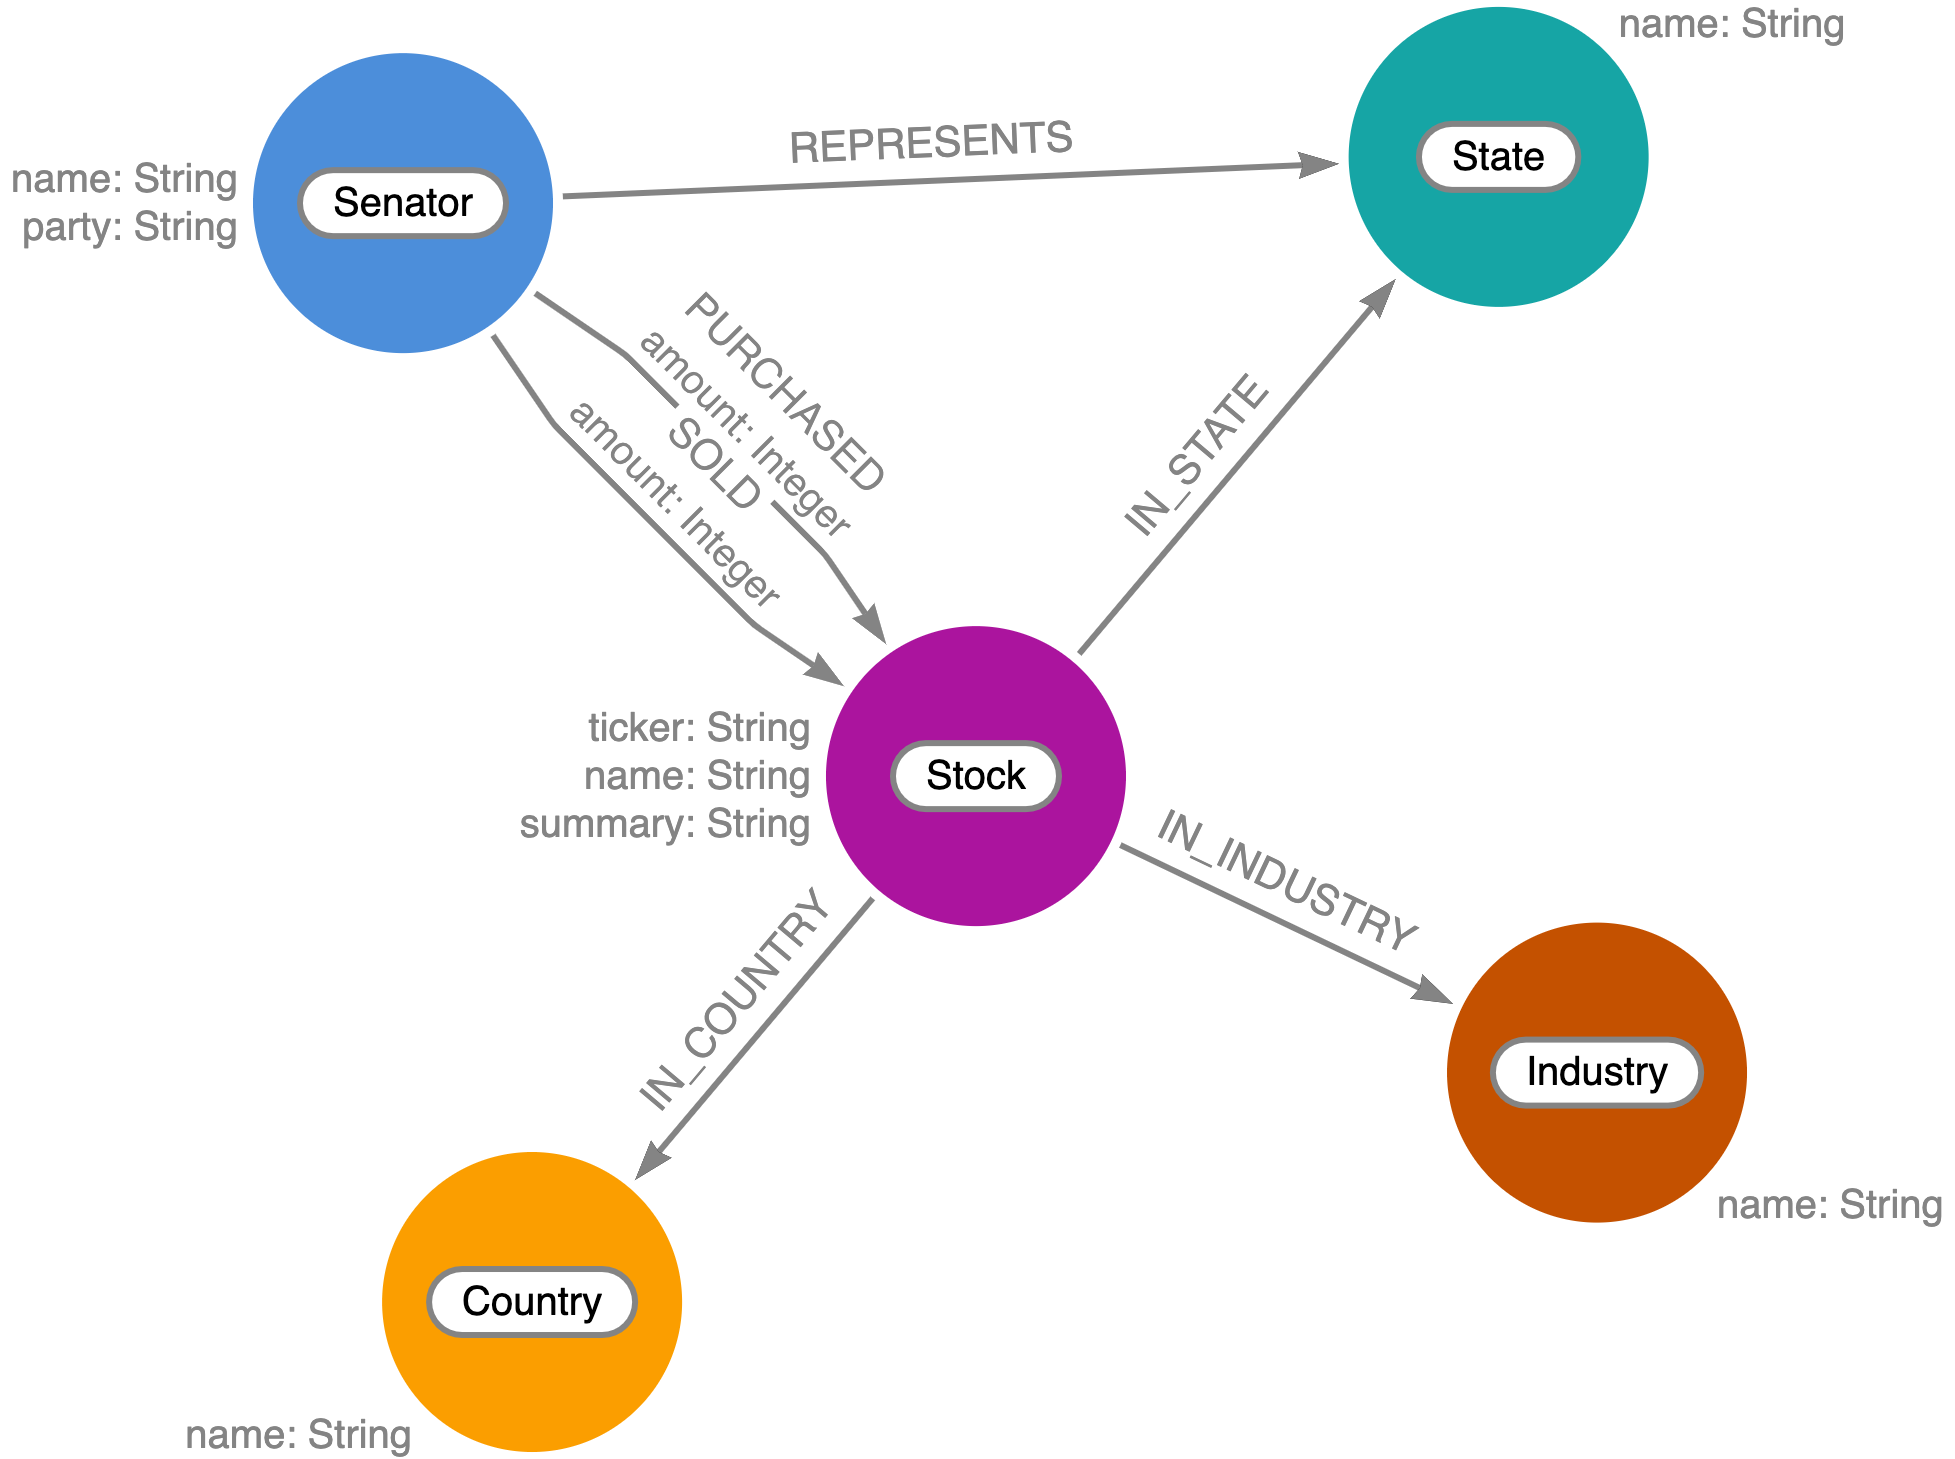 name: String
State
REPRESENTS
name: String
party: String
Senator
PURCHASED
amount: Integer
SOLD
amount: Integer
IN_STATE
ticker: String
name: String
summary: String
Stock
IN_INDUSTRY
IN_COUNTRY
Industry
name: String
Country
name: String